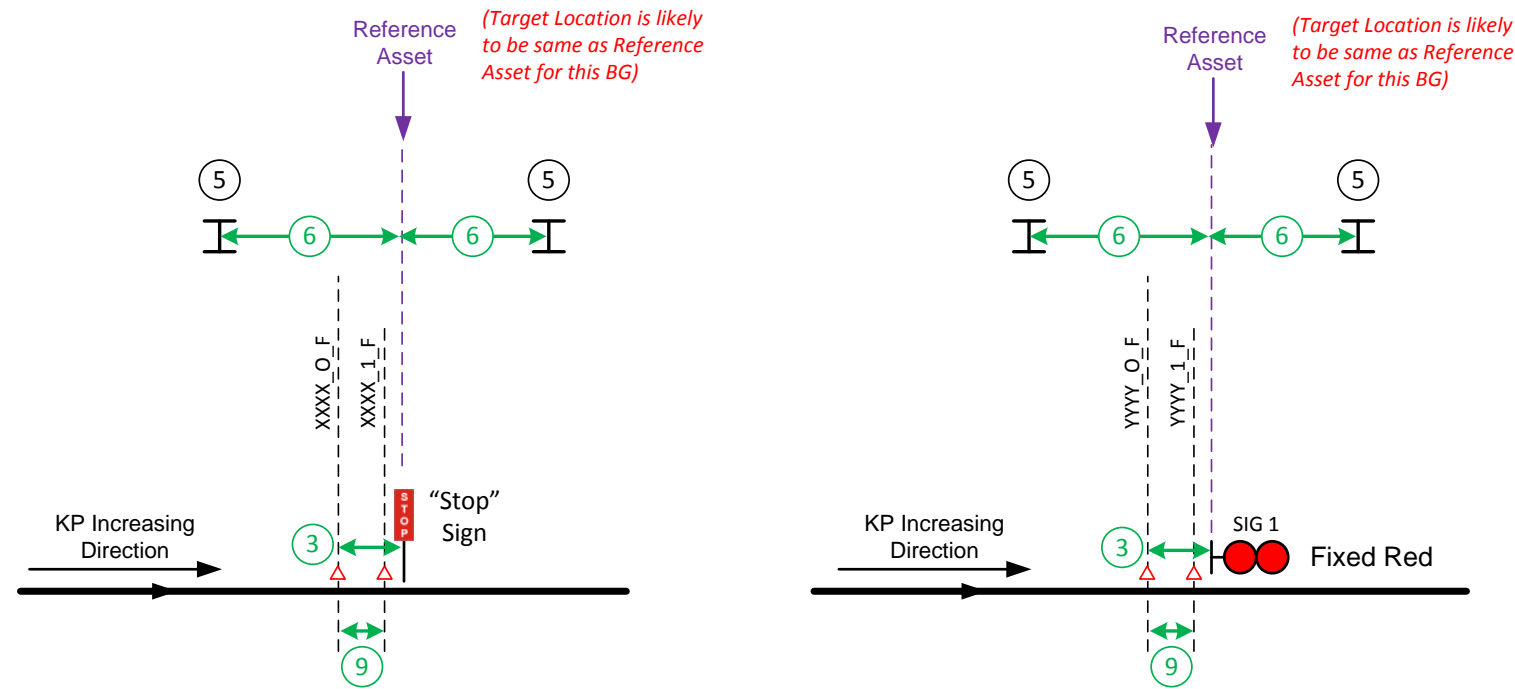 Reference
Asset
(Target Location is likely
to be same as Reference
Asset for this BG)
5
5
6
6
XXXX_O_F
XXXX_1_F
STOP
“Stop”
Sign
KP Increasing
Direction
3
9
Reference
Asset
(Target Location is likely
to be same as Reference
Asset for this BG)
5
5
6
6
YYYY_O_F
YYYY_1_F
SIG 1
Fixed Red
KP Increasing
Direction
3
9